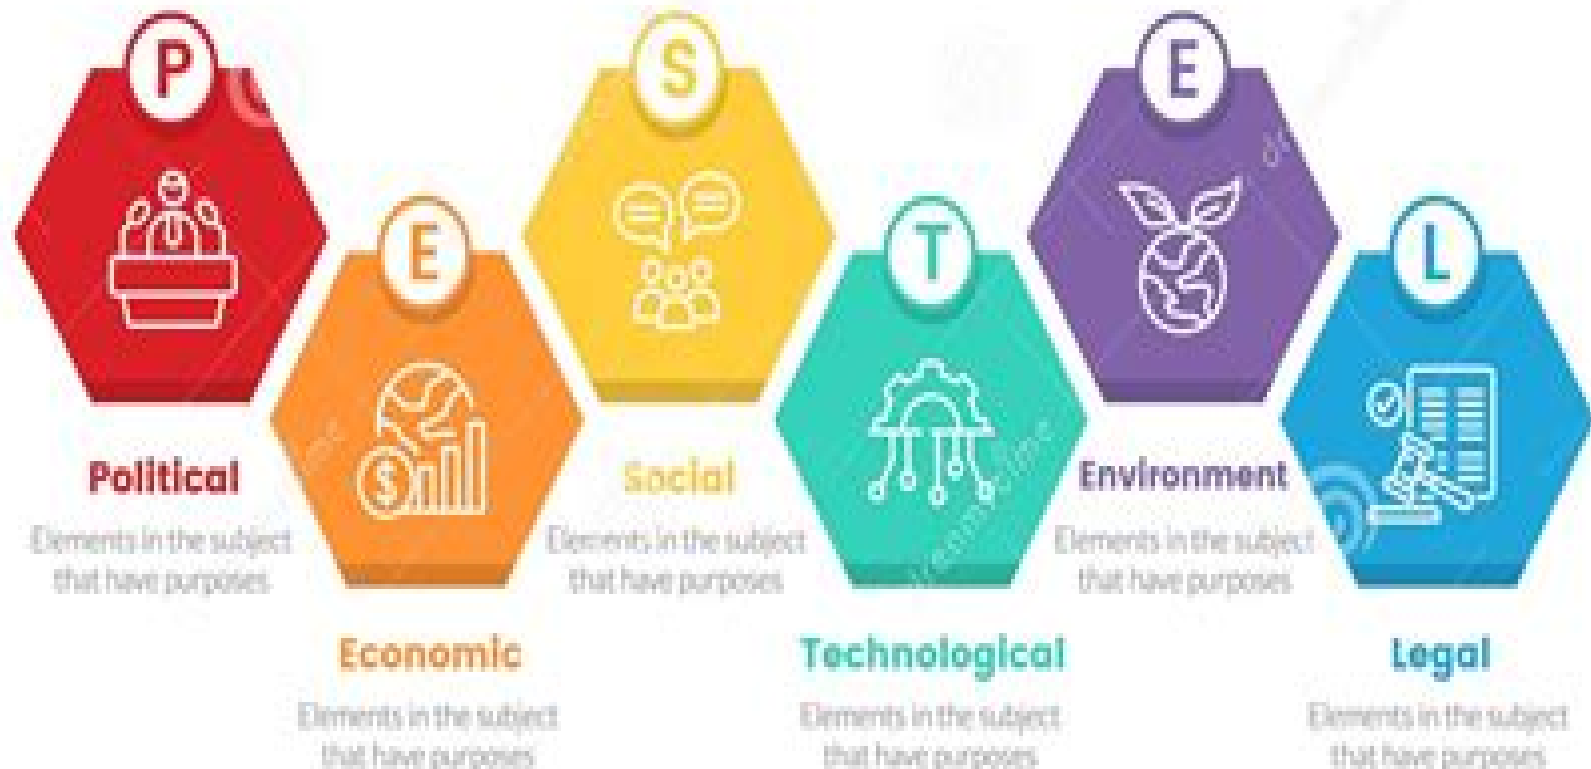 P
Political
Elements in the subject
that have purposes
E
Economic
Elements in the subject
that have purposes
S
Social
Elements in the subject
that have purposes
T
Technological
Elements in the subject
that have purposes
E
Environment
Elements in the subject
that have purposes
L
Legal
Elements in the subject
that have purposes
$